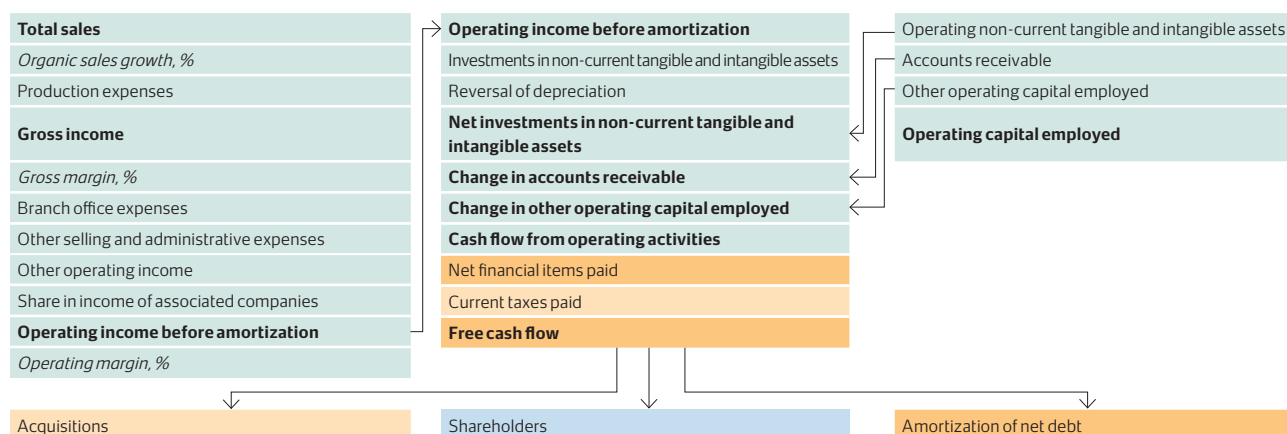 Total sales
Organic sales growth, %
Production expenses
Gross income
Gross margin, %
Branch office expenses
Other selling and administrative expenses
Other operating income
Share in income of associated companies
Operating income before amortization
Operating margin, %
Operating income before amortization
Investments in non-current tangible and intangible assets
Reversal of depreciation
Net investments in non-current tangible and
intangible assets
Change in accounts receivable
Change in other operating capital employed
Cash flow from operating activities
Net financial items paid
Current taxes paid
Free cash flow
Operating non-current tangible and intangible assets
Accounts receivable
Other operating capital employed
Operating capital employed
Acquisitions
Shareholders
Amortization of net debt